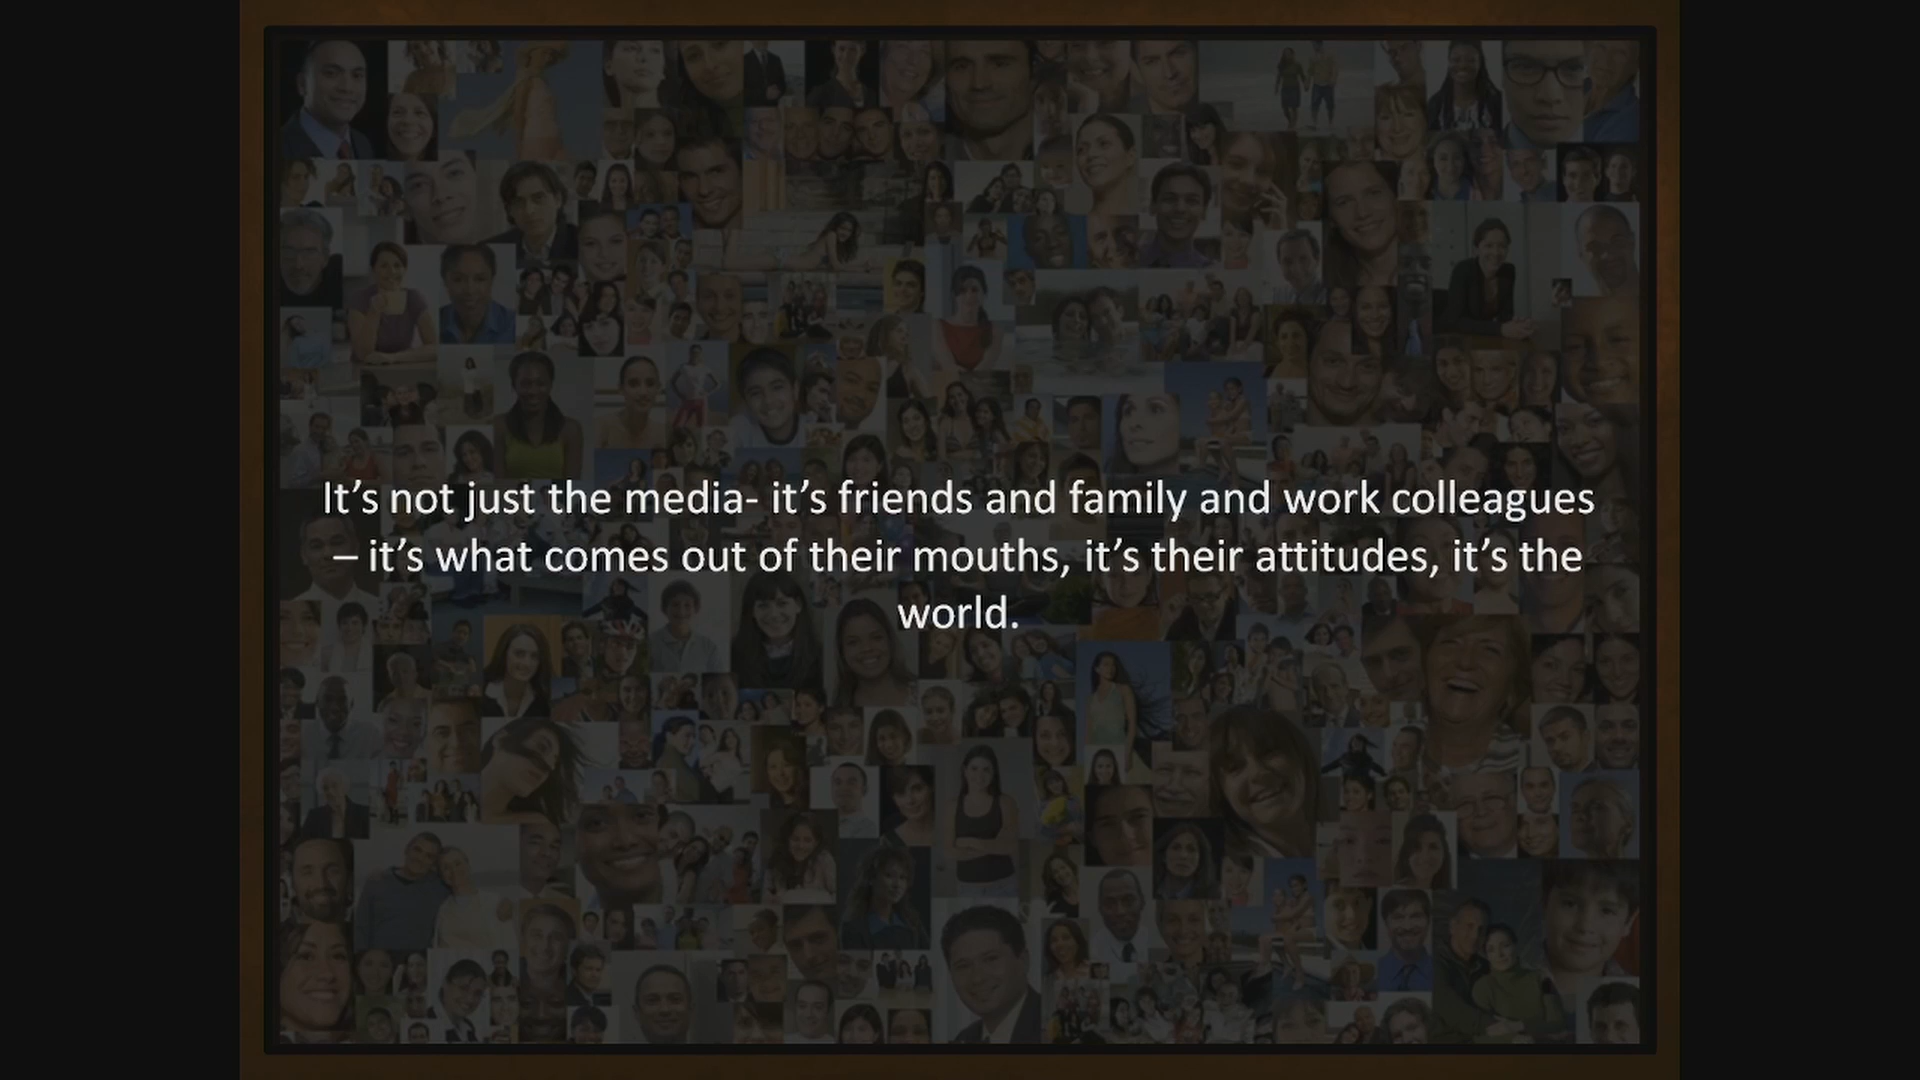 It’s not just the media- it’s friends and family and work colleagues
– it’s what comes out of their mouths, it’s their attitudes, it’s the
world.